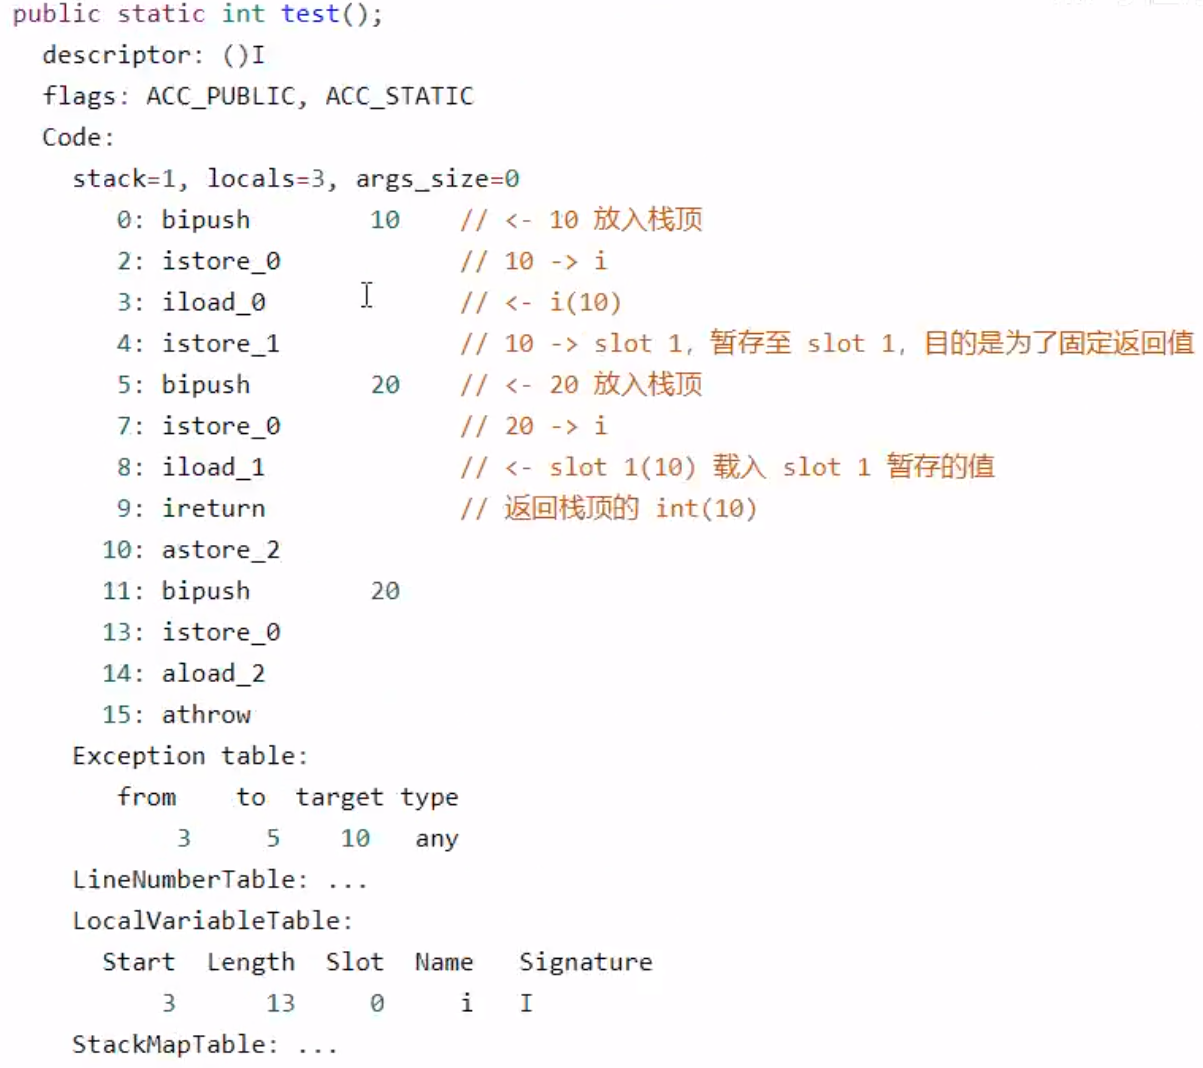 public static int test();
descriptor: ()I
flags: ACC_PUBLIC, ACC_STATIC
Code:
stack=1, locals=3, args_size=0
0: bipush 10 // <- 10 放入栈顶
2: istore_0 // 10 -> i
3: iload_0 // <- i(10)
4: istore_1 // 10 -> slot 1, 暂存至 slot 1, 目的是为了固定返回值
5: bipush 20 // <- 20 放入栈顶
7: istore_0 // 20 -> i
8: iload_1 // <- slot 1(10) 载入 slot 1 暂存的值
9: ireturn // 返回栈顶的 int(10)
10: astore_2
11: bipush 20
13: istore_0
14: aload_2
15: athrow
Exception table:
from to target type
3 5 10 any
LineNumberTable: ...
LocalVariableTable:
Start Length Slot Name Signature
3 13 0 i I
StackMapTable: ...